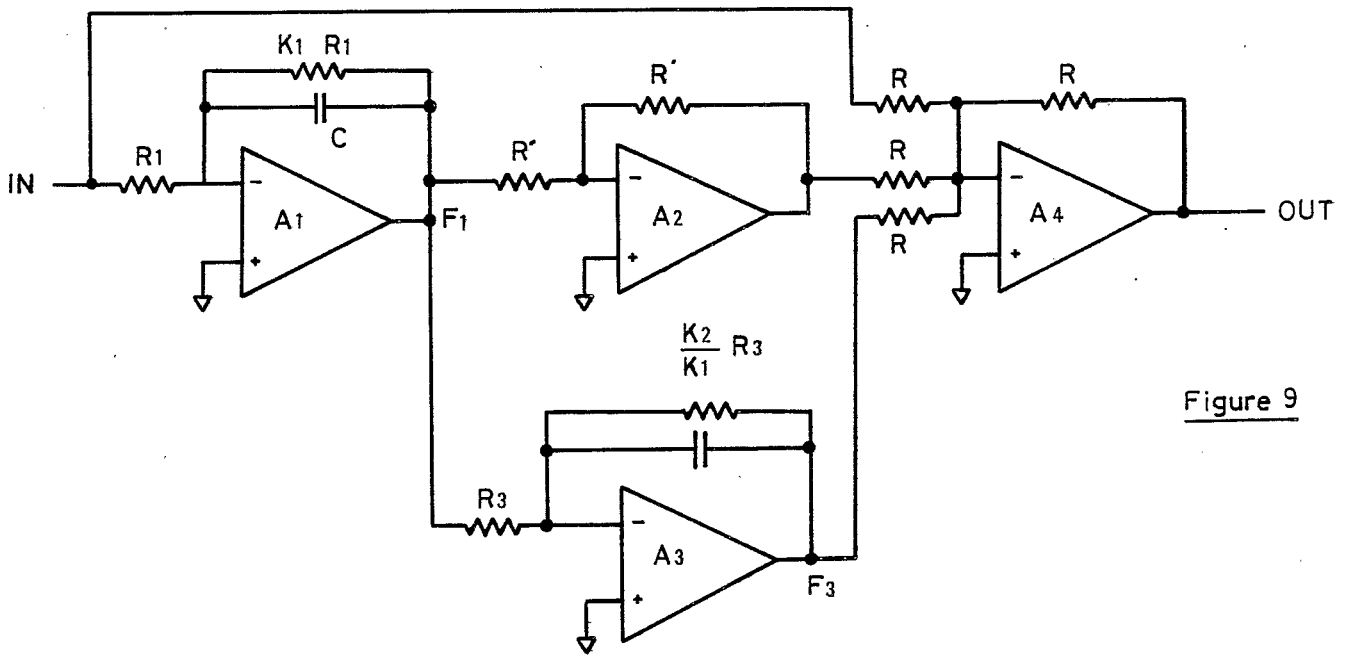 K1 R1
C
R1
IN
-
A1
+
F1
R'
R'
-
A2
+
R
R
R
R
-
A4
+
OUT
K2
K1
R3
R3
-
A3
+
F3
Figure 9